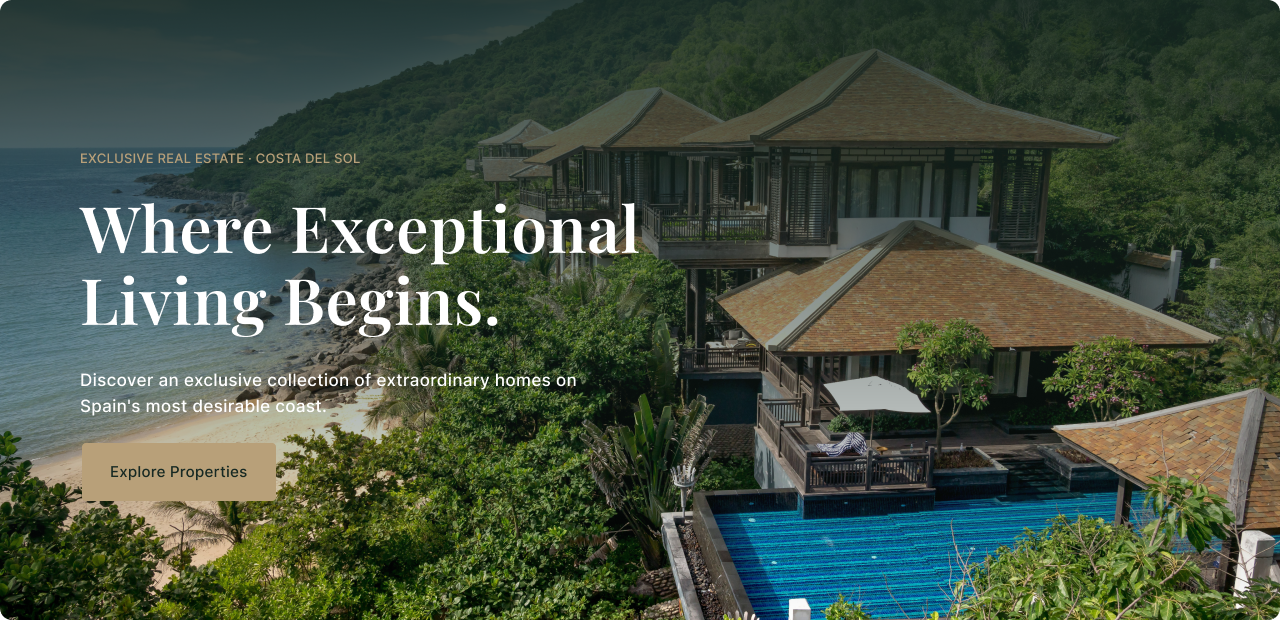 EXCLUSIVE REAL ESTATE · COSTA DEL SOL
Where Exceptional
Living Begins.
Discover an exclusive collection of extraordinary homes on
Spain's most desirable coast.
Explore Properties